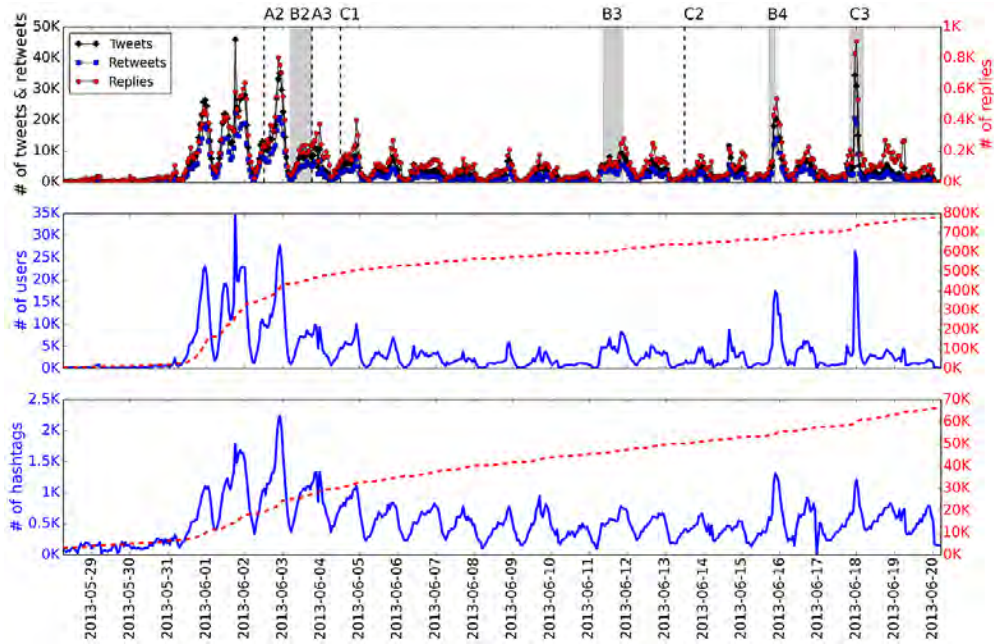 A2 B2 A3 C1 B3 C2 B4 C3
50K
40K
30K
20K
10K
0K
# of tweets & retweets
Tweets
Retweets
Replies
1K
0.8K
0.6K
0.4K
0.2K
0K
# of replies
35K
30K
25K
20K
15K
10K
5K
0K
# of users
800K
700K
600K
500K
400K
300K
200K
100K
0K
2.5K
2K
1.5K
1K
0.5K
0K
# of hashtags
70K
60K
50K
40K
30K
20K
10K
0K
2013-05-29
2013-05-30
2013-05-31
2013-06-01
2013-06-02
2013-06-03
2013-06-04
2013-06-05
2013-06-06
2013-06-07
2013-06-08
2013-06-09
2013-06-10
2013-06-11
2013-06-12
2013-06-13
2013-06-14
2013-06-15
2013-06-16
2013-06-17
2013-06-18
2013-06-19
2013-06-20